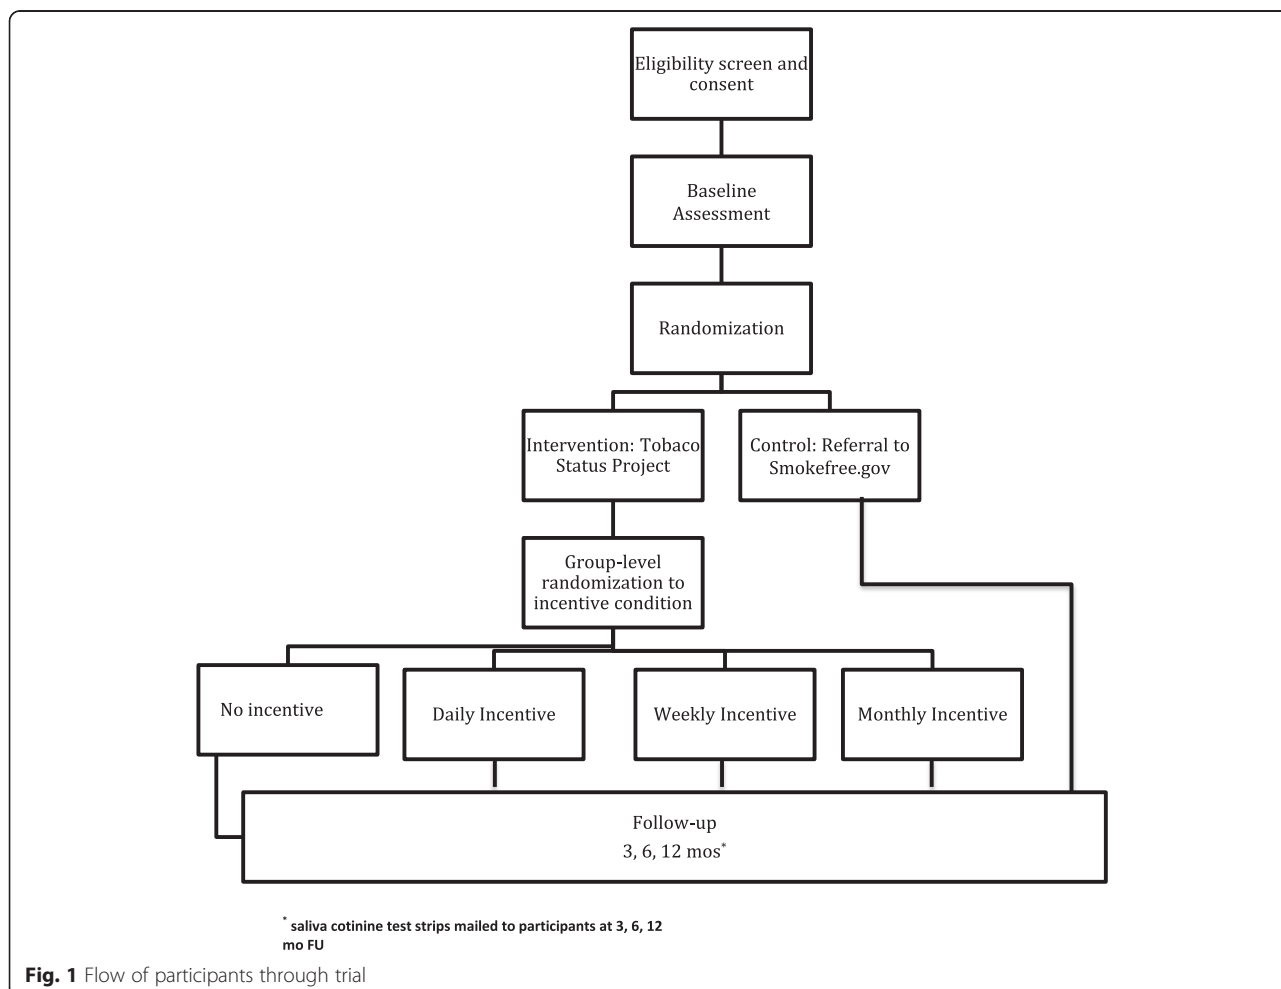 Eligibility screen and
consent
Baseline
Assessment
Randomization
Intervention: Tobaco
Status Project
Control: Referral to
Smokefree.gov
Group-level
randomization to
incentive condition
No incentive
Daily Incentive
Weekly Incentive
Monthly Incentive
Follow-up
3, 6, 12 mos*
* saliva cotinine test strips mailed to participants at 3, 6, 12
mo FU
Fig. 1 Flow of participants through trial